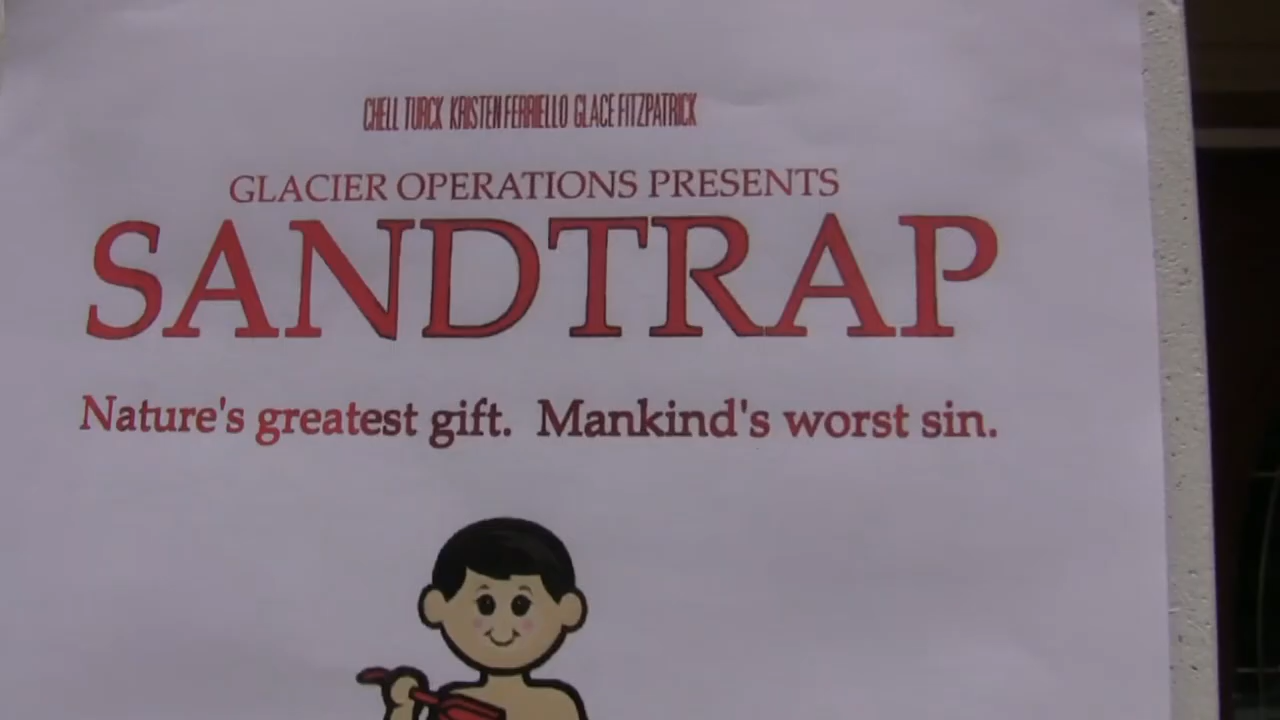 CHELL TURCK KRISTEN FERRIELLO GLACE FITZPATRICK
GLACIER OPERATIONS PRESENTS
SANDTRAP
Nature's greatest gift. Mankind's worst sin.